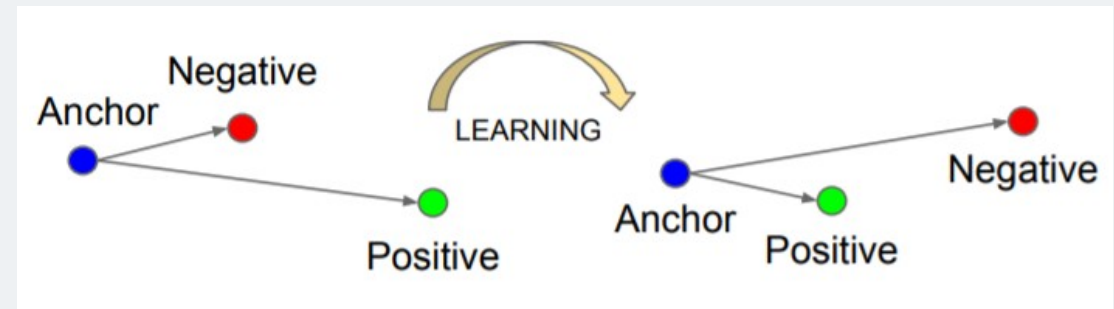 Negative
Anchor
Positive
LEARNING
Negative
Anchor
Positive